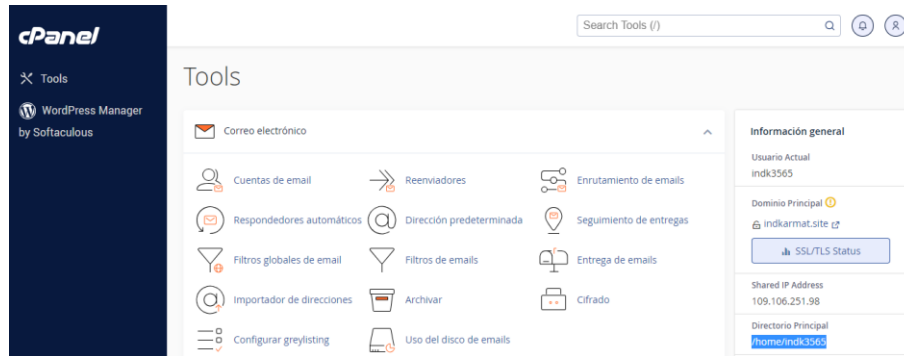 cPanel
Search Tools (/)
Tools
WordPress Manager
by Softaculous
Tools
Correo electrónico
Cuentas de email
Reenviadores
Enrutamiento de emails
Respondedores automáticos
Dirección predeterminada
Seguimiento de entregas
Filtros globales de email
Filtros de emails
Entrega de emails
Importador de direcciones
Archivar
Cifrado
Configurar greylisting
Uso del disco de emails
Información general
Usuario Actual
indk3565
Dominio Principal
indkarmat.site
SSL/TLS Status
Shared IP Address
109.106.251.98
Directorio Principal
/home/indk3565